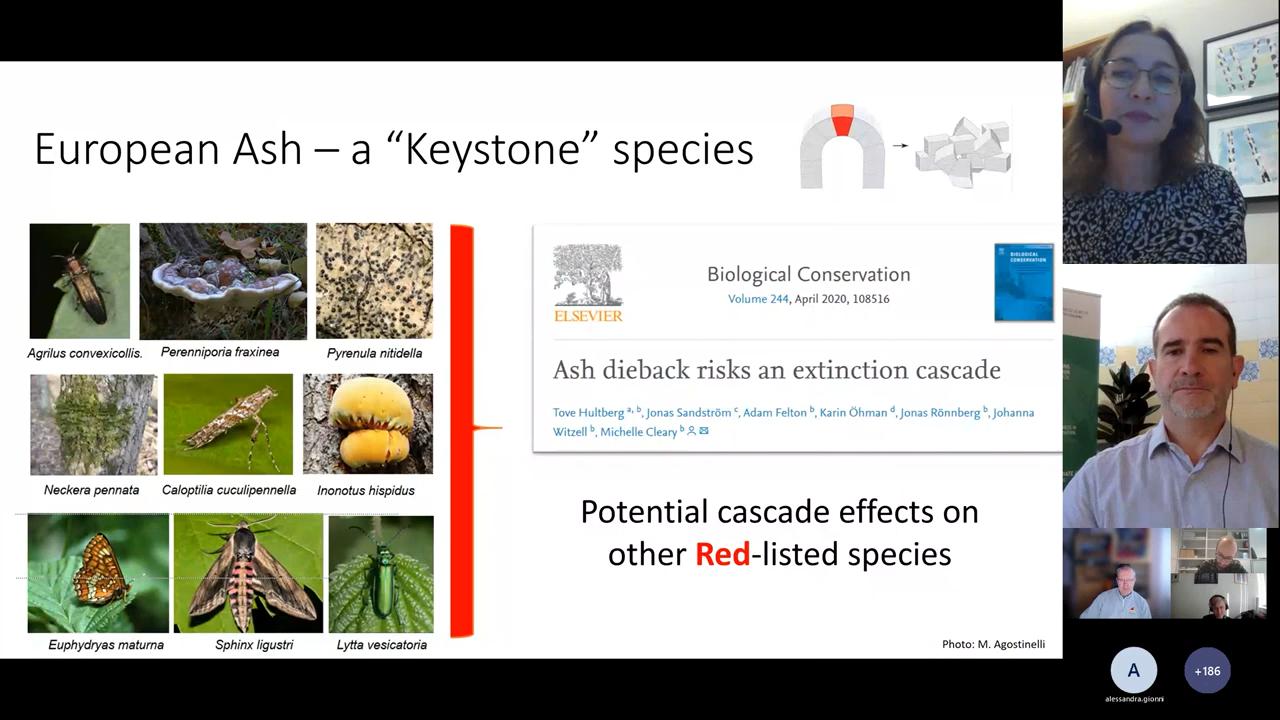 European Ash – a “Keystone” species
Agrilus convexicollis.
Perenniporia fraxinea
Pyrenula nitidella
Neckera pennata
Caloptilia cuculipennella
Inonotus hispidus
Euphydryas maturna
Sphinx ligustri
Lytta vesicatoria
ELSEVIER
Biological Conservation
Volume 244, April 2020, 108516
BIOLOGICAL
CONSERVATION
Ash dieback risks an extinction cascade
Tove Hultberg a, b, Jonas Sandström c, Adam Felton b, Karin Öhman d, Jonas Rönnberg b, Johanna
Witzell b, Michelle Cleary b
Potential cascade effects on
other Red-listed species
Photo: M. Agostinelli
A
+186
alessandra.gionni